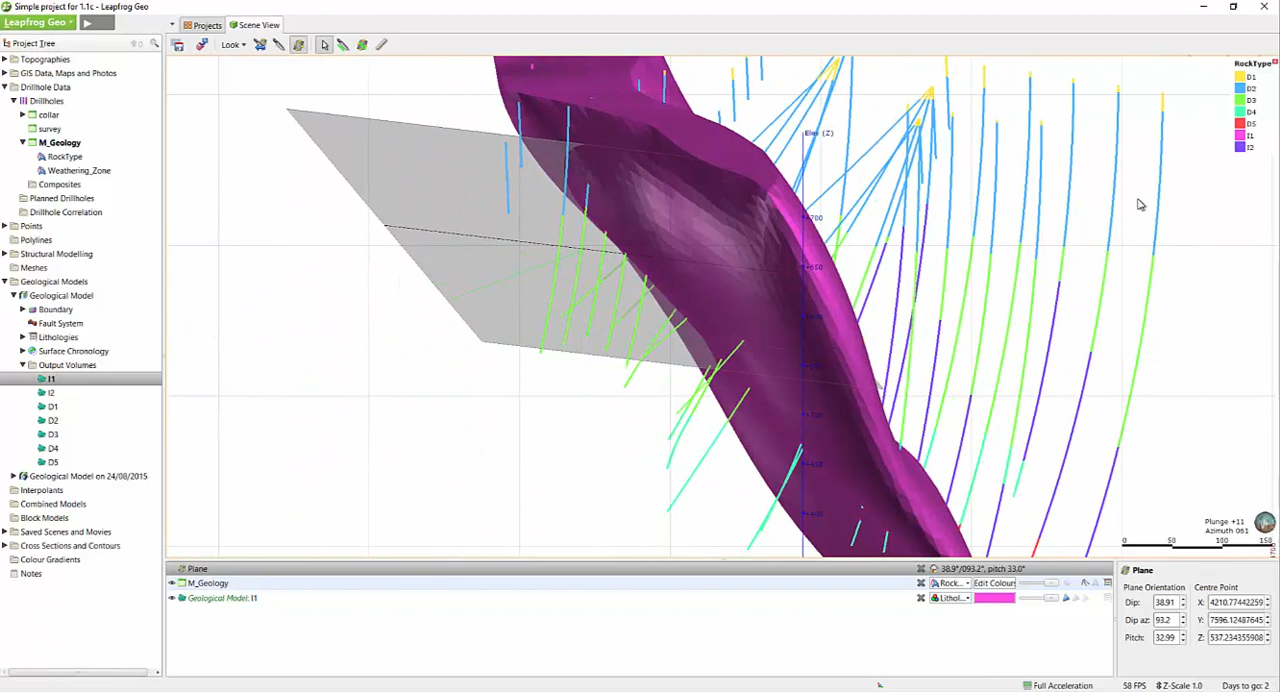 Simple project for 1.1c - Leapfrog Geo
Leapfrog Geo
Projects
Scene View
Project Tree
Look
Topographies
GIS Data, Maps and Photos
Drillhole Data
Drillholes
collar
survey
M_Geology
RockType
Weathering_Zone
Composites
Planned Drillholes
Drillhole Correlation
Points
Polylines
Structural Modelling
Meshes
Geological Models
Geological Model
Boundary
Fault System
Lithologies
Surface Chronology
Output Volumes
I1
I2
D1
D2
D3
D4
D5
Geological Model on 24/08/2015
Interpolants
Combined Models
Block Models
Saved Scenes and Movies
Cross Sections and Contours
Colour Gradients
Notes
RockType
D1
D2
D3
D4
D5
I1
I2
Elev (Z)
+700
+650
+450
+400
Plunge +11
Azimuth 061
0 50 100 150
Plane
38.9°/093.2°, pitch 33.0°
M_Geology
Rock...
Edit Colours
Geological Model: I1
Lithol...
Plane
Plane Orientation
Centre Point
Dip: 38.91
X: 4210.77442259
Dip az: 93.2
Y: 7596.12487645
Pitch: 32.99
Z: 537.234355908
Full Acceleration
58 FPS
Z-Scale 1.0
Days to go: 2